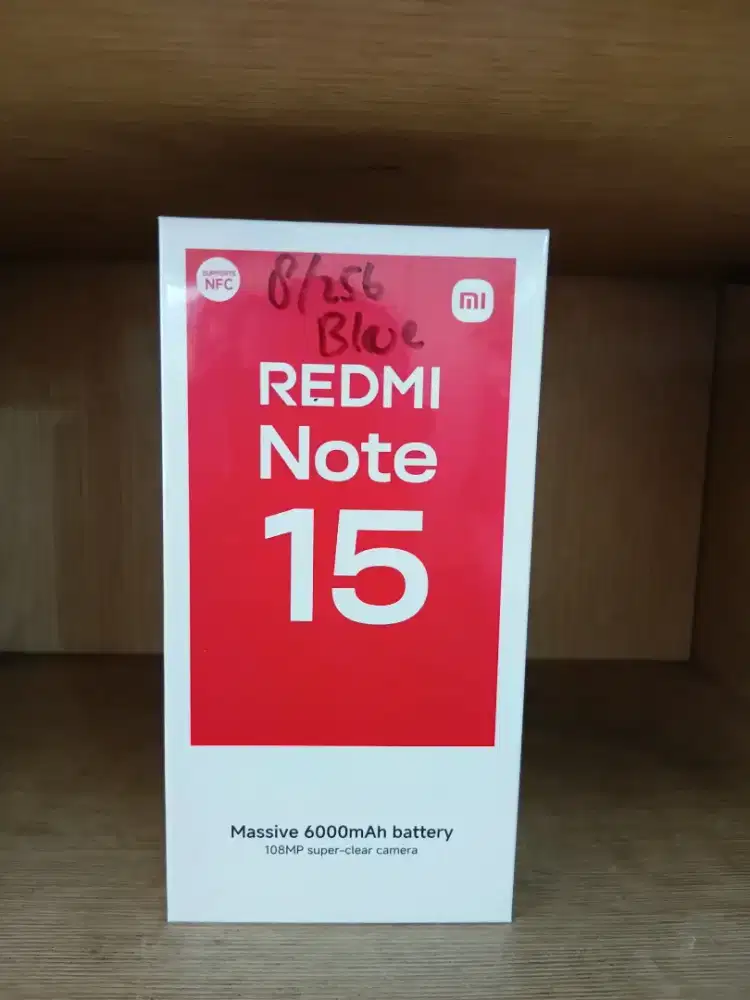 SUPPORTS
NFC
8/256
Blue
mi
REDMI
Note
15
Massive 6000mAh battery
108MP super-clear camera